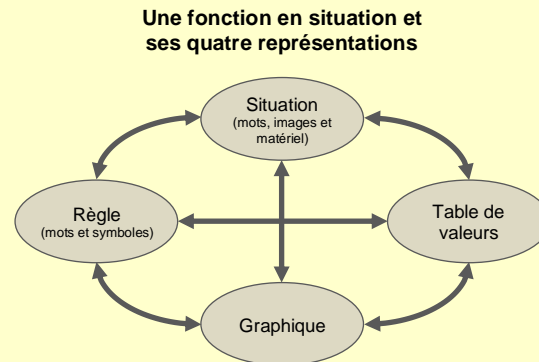 Une fonction en situation et
ses quatre représentations
Situation
(mots, images et
matériel)
Règle
(mots et symboles)
Table de
valeurs
Graphique